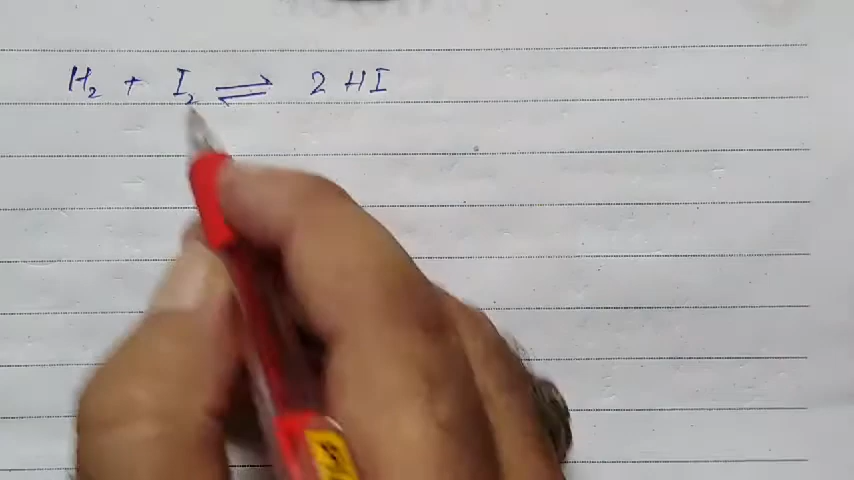 H₂ + I₂ ⇌ 2 HI